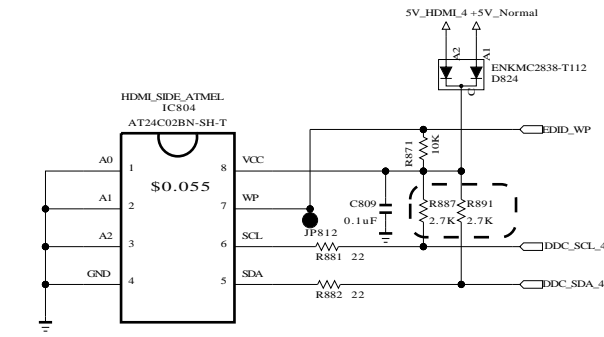 5V_HDMI_4 +5V_Normal
A2
A1
ENKMC2838-T112
D824
C
HDMI_SIDE_ATMEL
IC804
AT24C02BN-SH-T
EDID_WP
R871
10K
A0
1
8
VCC
$0.055
A1
2
7
WP
C809
0.1uF
R887
2.7K
R891
2.7K
JP812
A2
3
6
SCL
R881 22
DDC_SCL_4
GND
4
5
SDA
R882 22
DDC_SDA_4